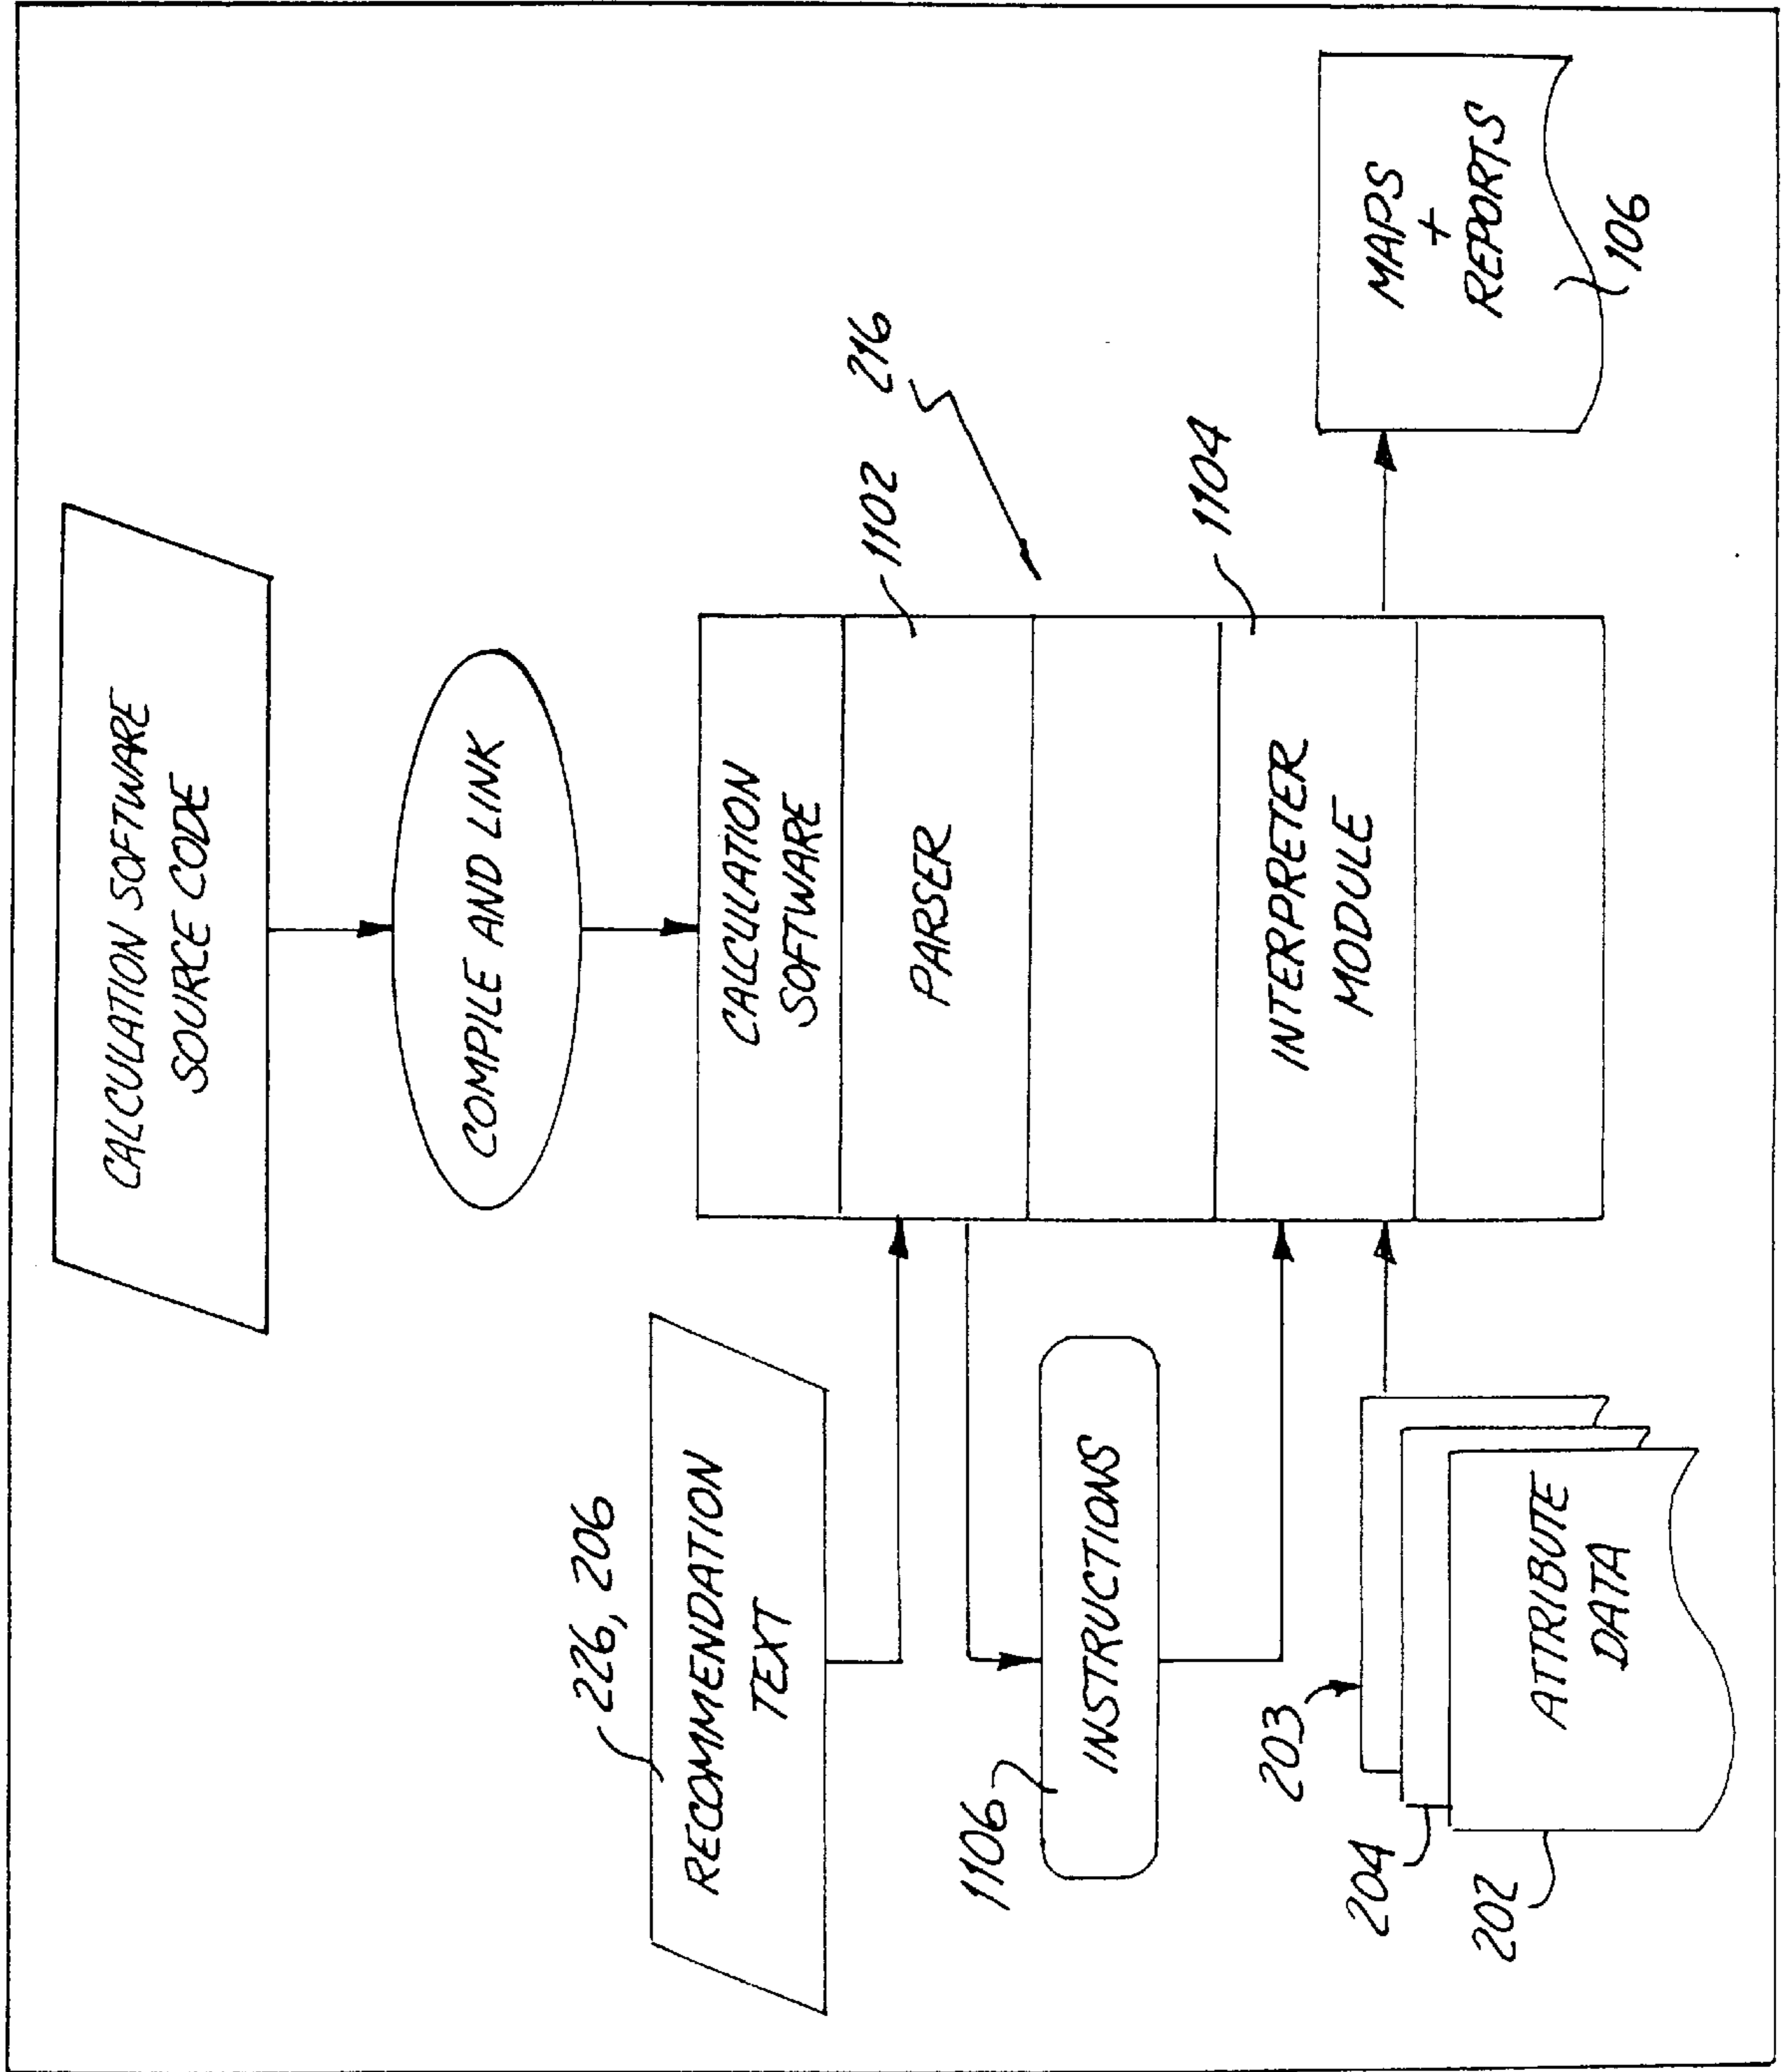 CALCULATION SOFTWARE
SOURCE CODE
COMPILE AND LINK
226, 206
RECOMMENDATION
TEXT
CALCULATION
SOFTWARE
1102
PARSER
216
1106
INSTRUCTIONS
1104
INTERPRETER
MODULE
203
204
202
ATTRIBUTE
DATA
MAPS
+
REPORTS
106